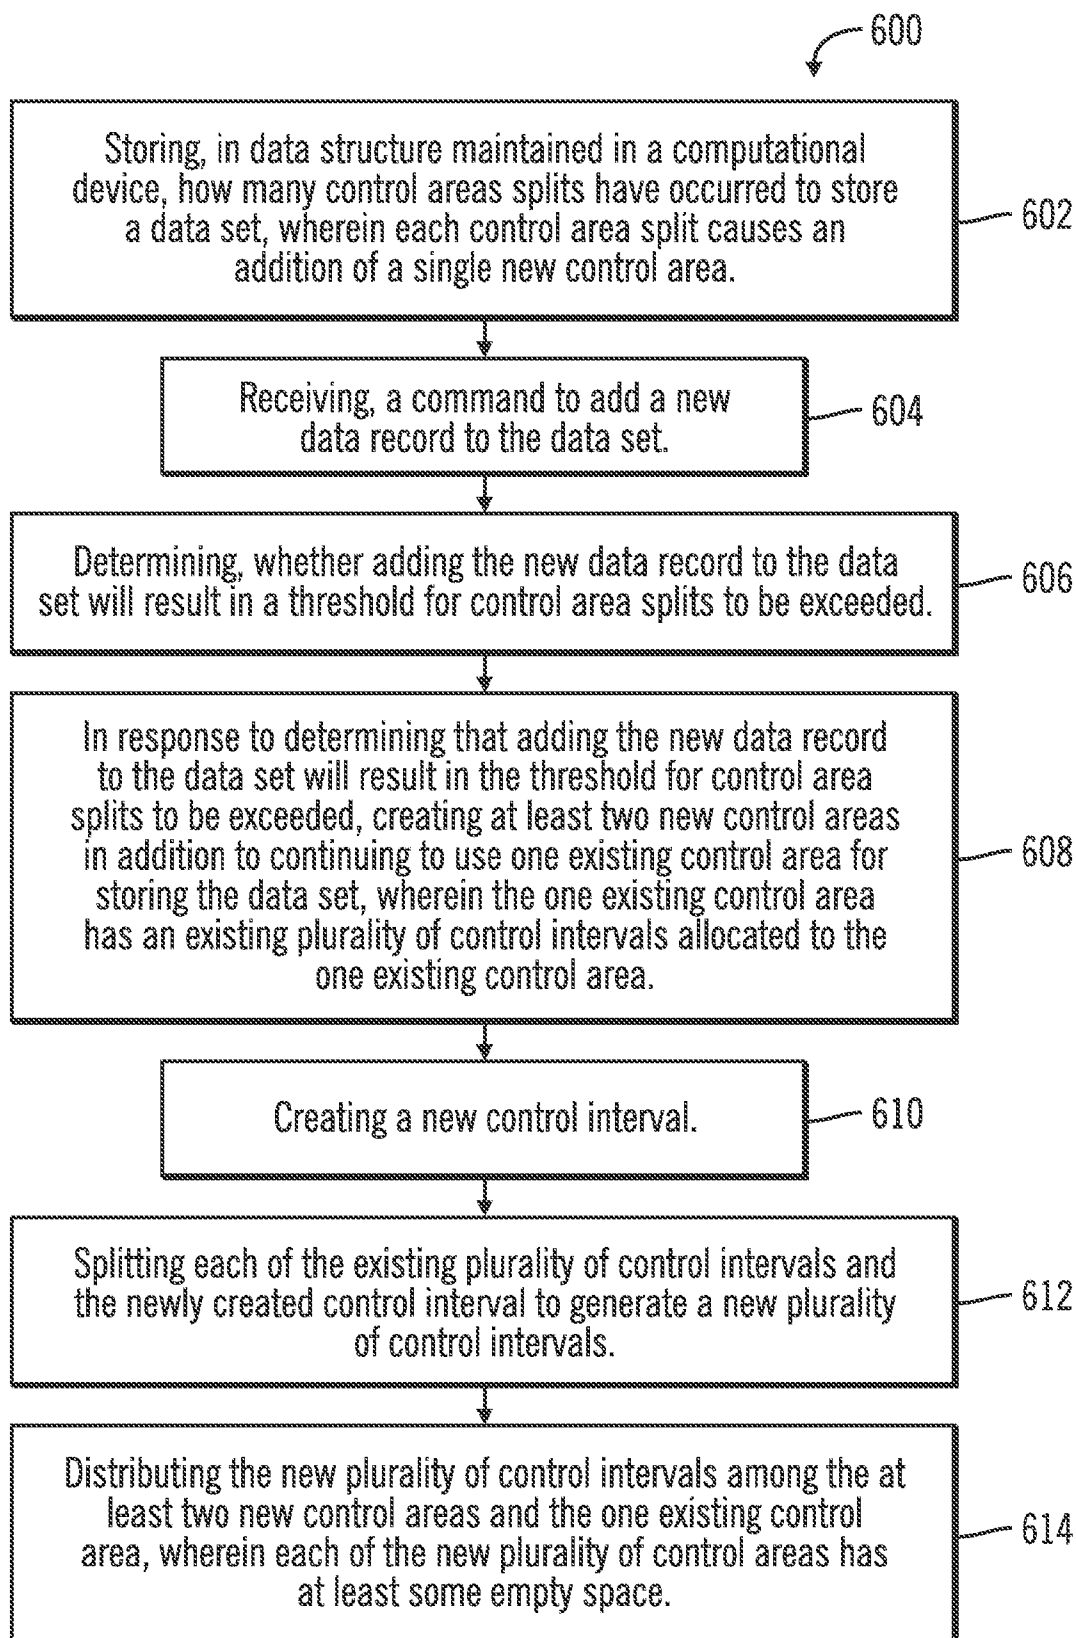 600
Storing, in data structure maintained in a computational
device, how many control areas splits have occurred to store
a data set, wherein each control area split causes an
addition of a single new control area.
602
Receiving, a command to add a new
data record to the data set.
604
Determining, whether adding the new data record to the data
set will result in a threshold for control area splits to be exceeded.
606
In response to determining that adding the new data record
to the data set will result in the threshold for control area
splits to be exceeded, creating at least two new control areas
in addition to continuing to use one existing control area for
storing the data set, wherein the one existing control area
has an existing plurality of control intervals allocated to the
one existing control area.
608
Creating a new control interval.
610
Splitting each of the existing plurality of control intervals and
the newly created control interval to generate a new plurality
of control intervals.
612
Distributing the new plurality of control intervals among the at
least two new control areas and the one existing control
area, wherein each of the new plurality of control areas has
at least some empty space.
614